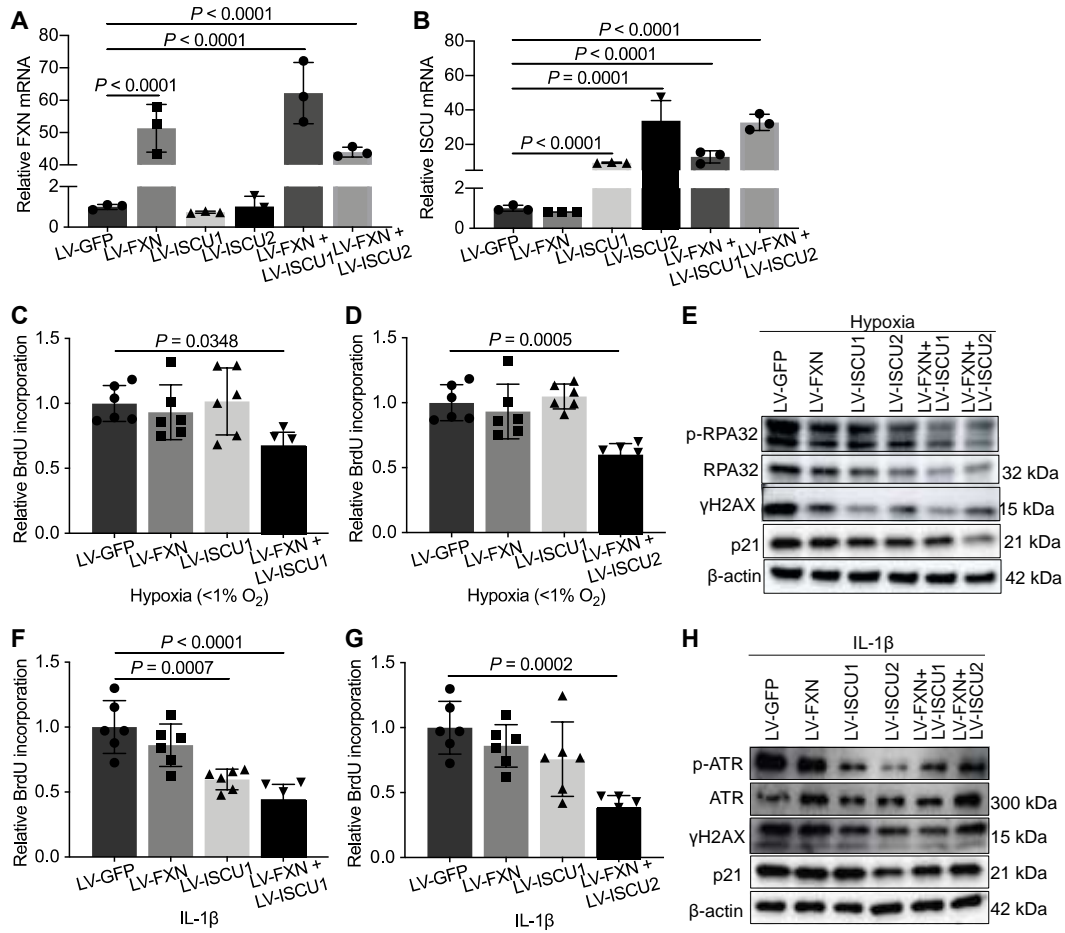 A
P < 0.0001
P < 0.0001
P < 0.0001
Relative FXN mRNA
80
70
60
50
40
2
0
LV-GFP
LV-FXN
LV-ISCU1
LV-ISCU2
LV-FXN +
LV-ISCU1
LV-FXN +
LV-ISCU2
B
P < 0.0001
P < 0.0001
P = 0.0001
P < 0.0001
Relative ISCU mRNA
80
60
40
20
2
0
LV-GFP
LV-FXN
LV-ISCU1
LV-ISCU2
LV-FXN +
LV-ISCU1
LV-FXN +
LV-ISCU2
C
P = 0.0348
Relative BrdU incorporation
1.5
1.0
0.5
0.0
LV-GFP
LV-FXN
LV-ISCU1
LV-FXN +
LV-ISCU1
Hypoxia (<1% O₂)
D
P = 0.0005
Relative BrdU incorporation
1.5
1.0
0.5
0.0
LV-GFP
LV-FXN
LV-ISCU1
LV-FXN +
LV-ISCU2
Hypoxia (<1% O₂)
E
Hypoxia
LV-GFP
LV-FXN
LV-ISCU1
LV-ISCU2
LV-FXN+
LV-ISCU1
LV-FXN+
LV-ISCU2
p-RPA32
RPA32
32 kDa
γH2AX
15 kDa
p21
21 kDa
β-actin
42 kDa
F
P < 0.0001
P = 0.0007
Relative BrdU incorporation
1.5
1.0
0.5
0.0
LV-GFP
LV-FXN
LV-ISCU1
LV-FXN +
LV-ISCU1
IL-1β
G
P = 0.0002
Relative BrdU incorporation
1.5
1.0
0.5
0.0
LV-GFP
LV-FXN
LV-ISCU1
LV-FXN +
LV-ISCU2
IL-1β
H
IL-1β
LV-GFP
LV-FXN
LV-ISCU1
LV-ISCU2
LV-FXN+
LV-ISCU1
LV-FXN+
LV-ISCU2
p-ATR
ATR
300 kDa
γH2AX
15 kDa
p21
21 kDa
β-actin
42 kDa